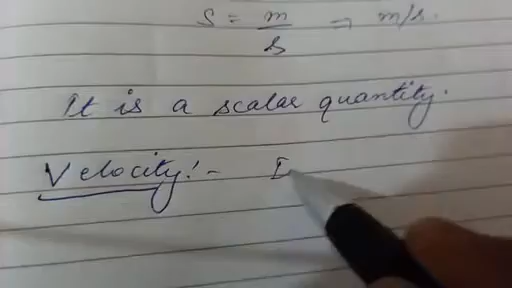 S = m/s ⇒ m/s.
It is a scalar quantity.
Velocity:- I